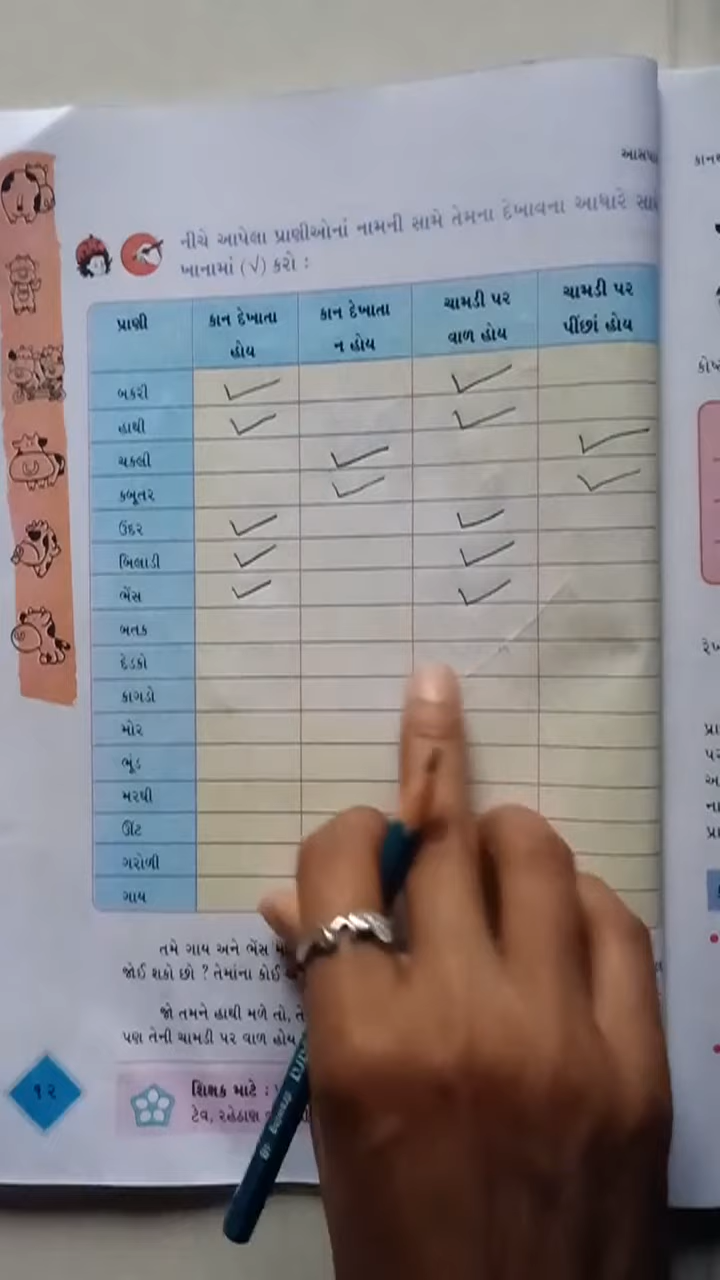 નીચે આપેલા પ્રાણીઓનાં નામની સામે તેમના દેખાવના આધારે
ખાનામાં (√) કરો :
પ્રાણી કાન દેખાતા હોય કાન દેખાતા ન હોય ચામડી પર વાળ હોય ચામડી પર પીંછાં હોય
બકરી ✓ ✓
હાથી ✓ ✓
ચકલી ✓ ✓
કબૂતર ✓ ✓
ઉંદર ✓ ✓
બિલાડી ✓ ✓
ભેંસ ✓ ✓
બતક
દેડકો
કાગડો
મોર
ભૂંડ
મરઘી
ઊંટ
ગરોળી
ગાય
તમે ગાય અને ભેંસ
જોઈ શકો છો ? તેમાંના કોઈ
જો તમને હાથી મળે તો,
પણ તેની ચામડી પર વાળ હોય
૧૨
શિક્ષક માટે :
ટેવ, રહેઠાણ